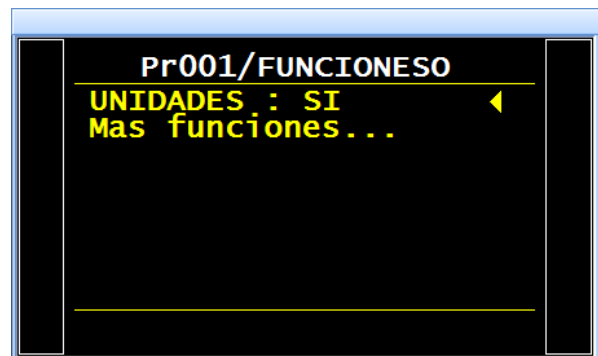 Pr001/FUNCIONESO
UNIDADES : SI
Mas funciones...